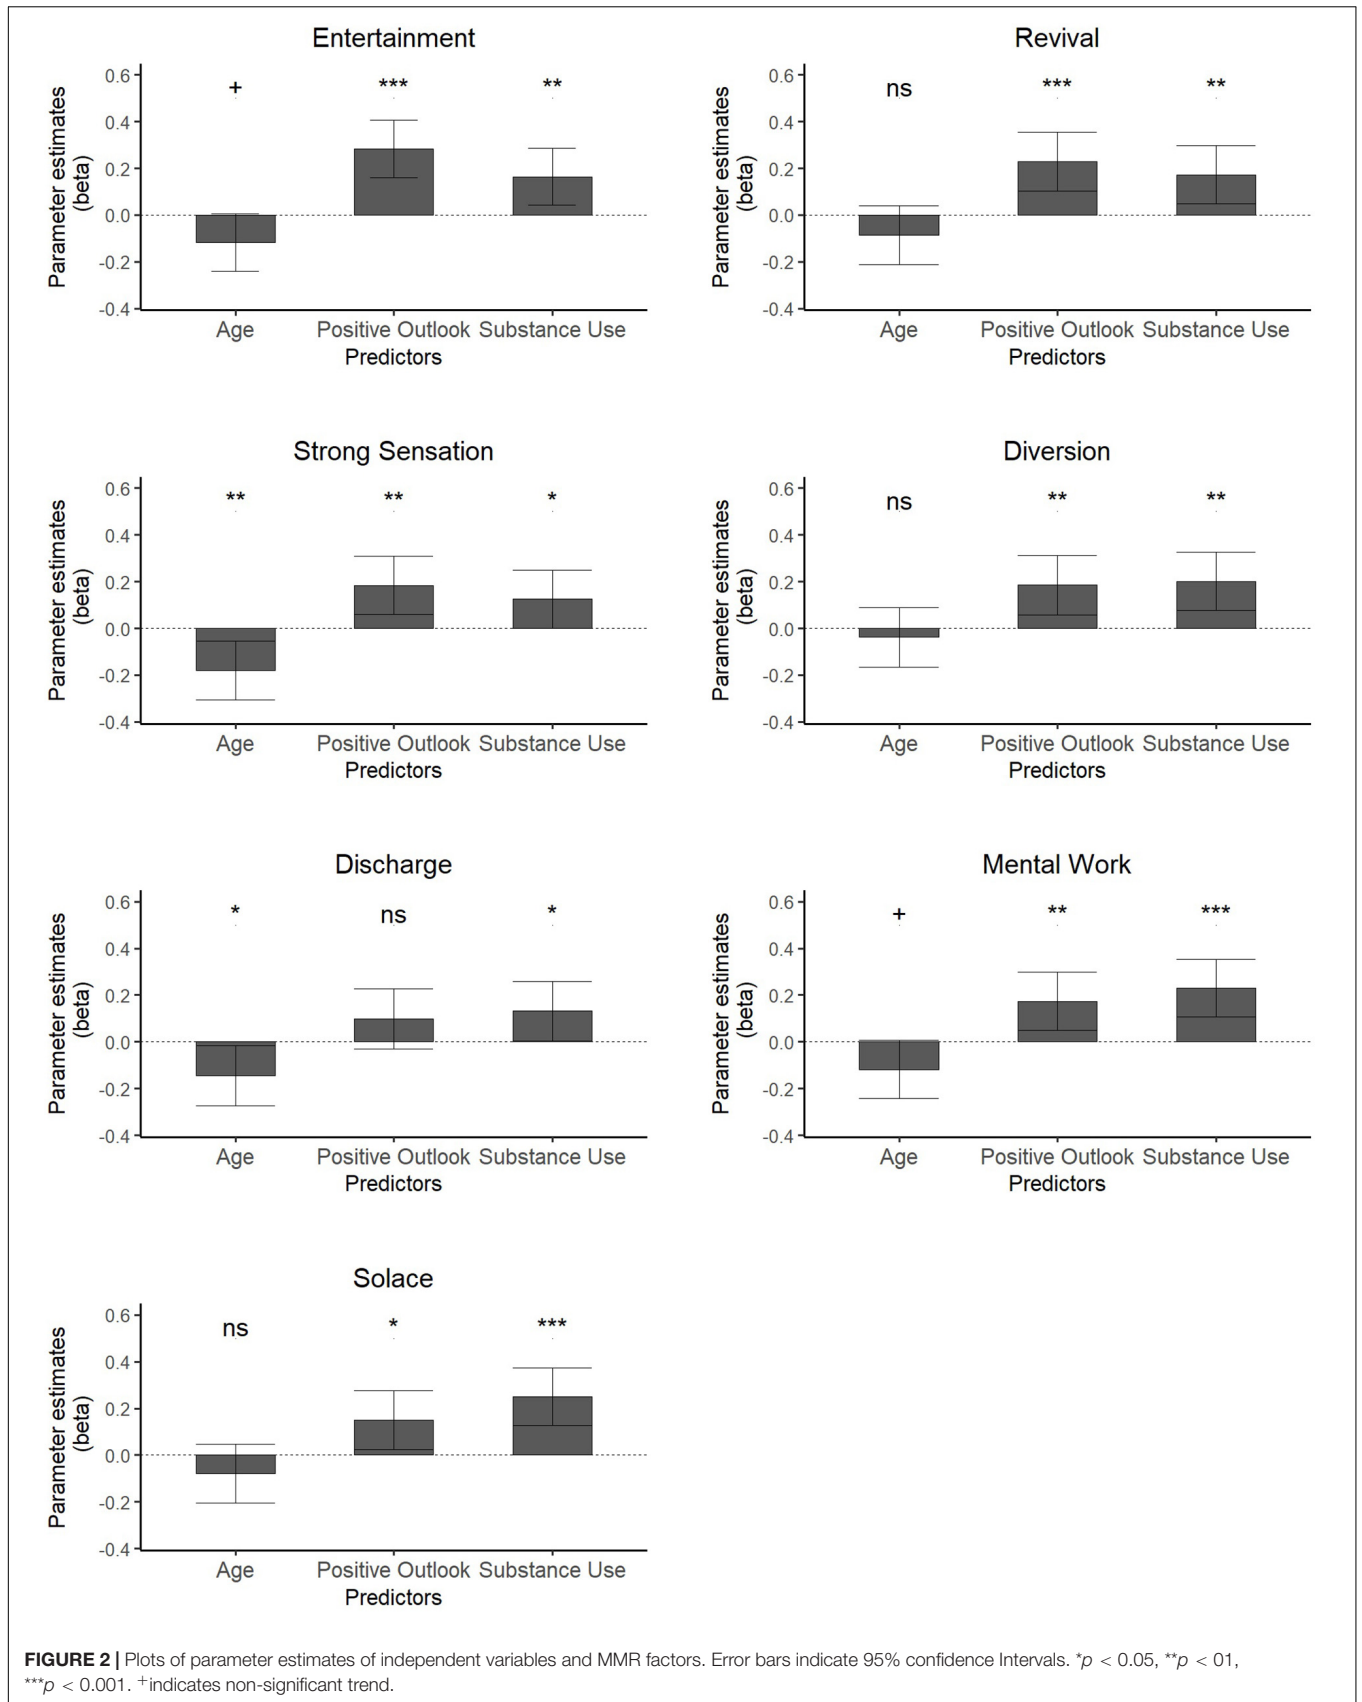 Entertainment
Parameter estimates
(beta)
0.6
0.4
0.2
0.0
-0.2
-0.4
+
***
**
Age
Positive Outlook
Substance Use
Predictors
Revival
Parameter estimates
(beta)
0.6
0.4
0.2
0.0
-0.2
-0.4
ns
***
**
Age
Positive Outlook
Substance Use
Predictors
Strong Sensation
Parameter estimates
(beta)
0.6
0.4
0.2
0.0
-0.2
-0.4
**
**
*
Age
Positive Outlook
Substance Use
Predictors
Diversion
Parameter estimates
(beta)
0.6
0.4
0.2
0.0
-0.2
-0.4
ns
**
**
Age
Positive Outlook
Substance Use
Predictors
Discharge
Parameter estimates
(beta)
0.6
0.4
0.2
0.0
-0.2
-0.4
*
ns
*
Age
Positive Outlook
Substance Use
Predictors
Mental Work
Parameter estimates
(beta)
0.6
0.4
0.2
0.0
-0.2
-0.4
+
**
***
Age
Positive Outlook
Substance Use
Predictors
Solace
Parameter estimates
(beta)
0.6
0.4
0.2
0.0
-0.2
-0.4
ns
*
***
Age
Positive Outlook
Substance Use
Predictors
FIGURE 2 | Plots of parameter estimates of independent variables and MMR factors. Error bars indicate 95% confidence Intervals. *p < 0.05, **p < 01,
***p < 0.001. +indicates non-significant trend.